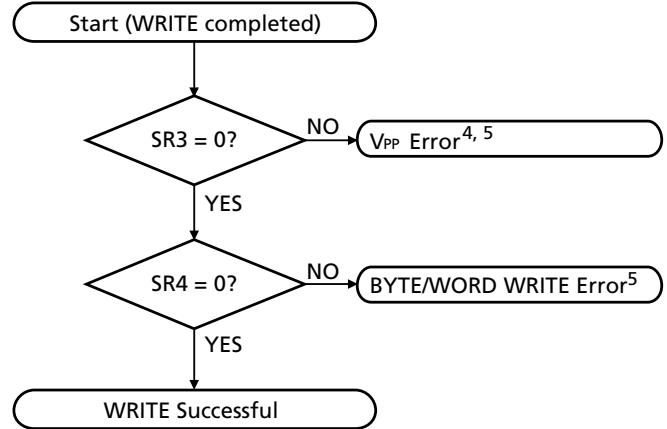 Start (WRITE completed)
SR3 = 0?
NO
VPP Error4, 5
YES
SR4 = 0?
NO
BYTE/WORD WRITE Error5
YES
WRITE Successful